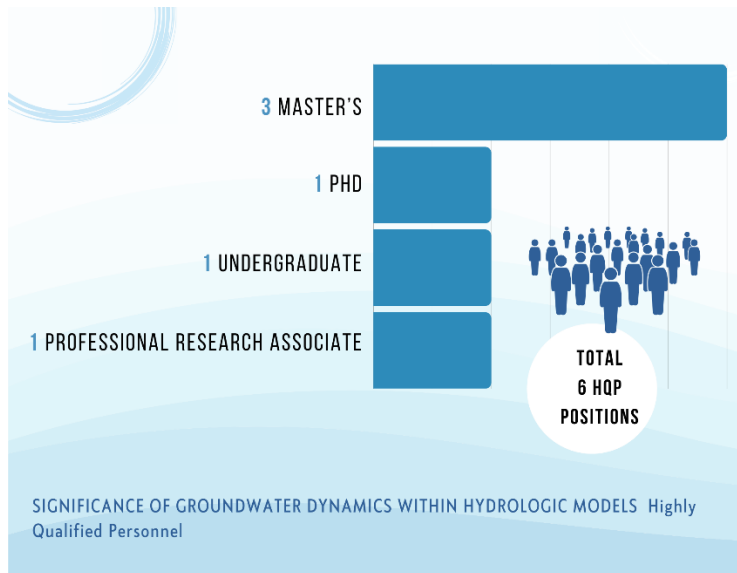 3 MASTER'S
1 PHD
1 UNDERGRADUATE
1 PROFESSIONAL RESEARCH ASSOCIATE
TOTAL
6 HQP
POSITIONS
SIGNIFICANCE OF GROUNDWATER DYNAMICS WITHIN HYDROLOGIC MODELS Highly
Qualified Personnel